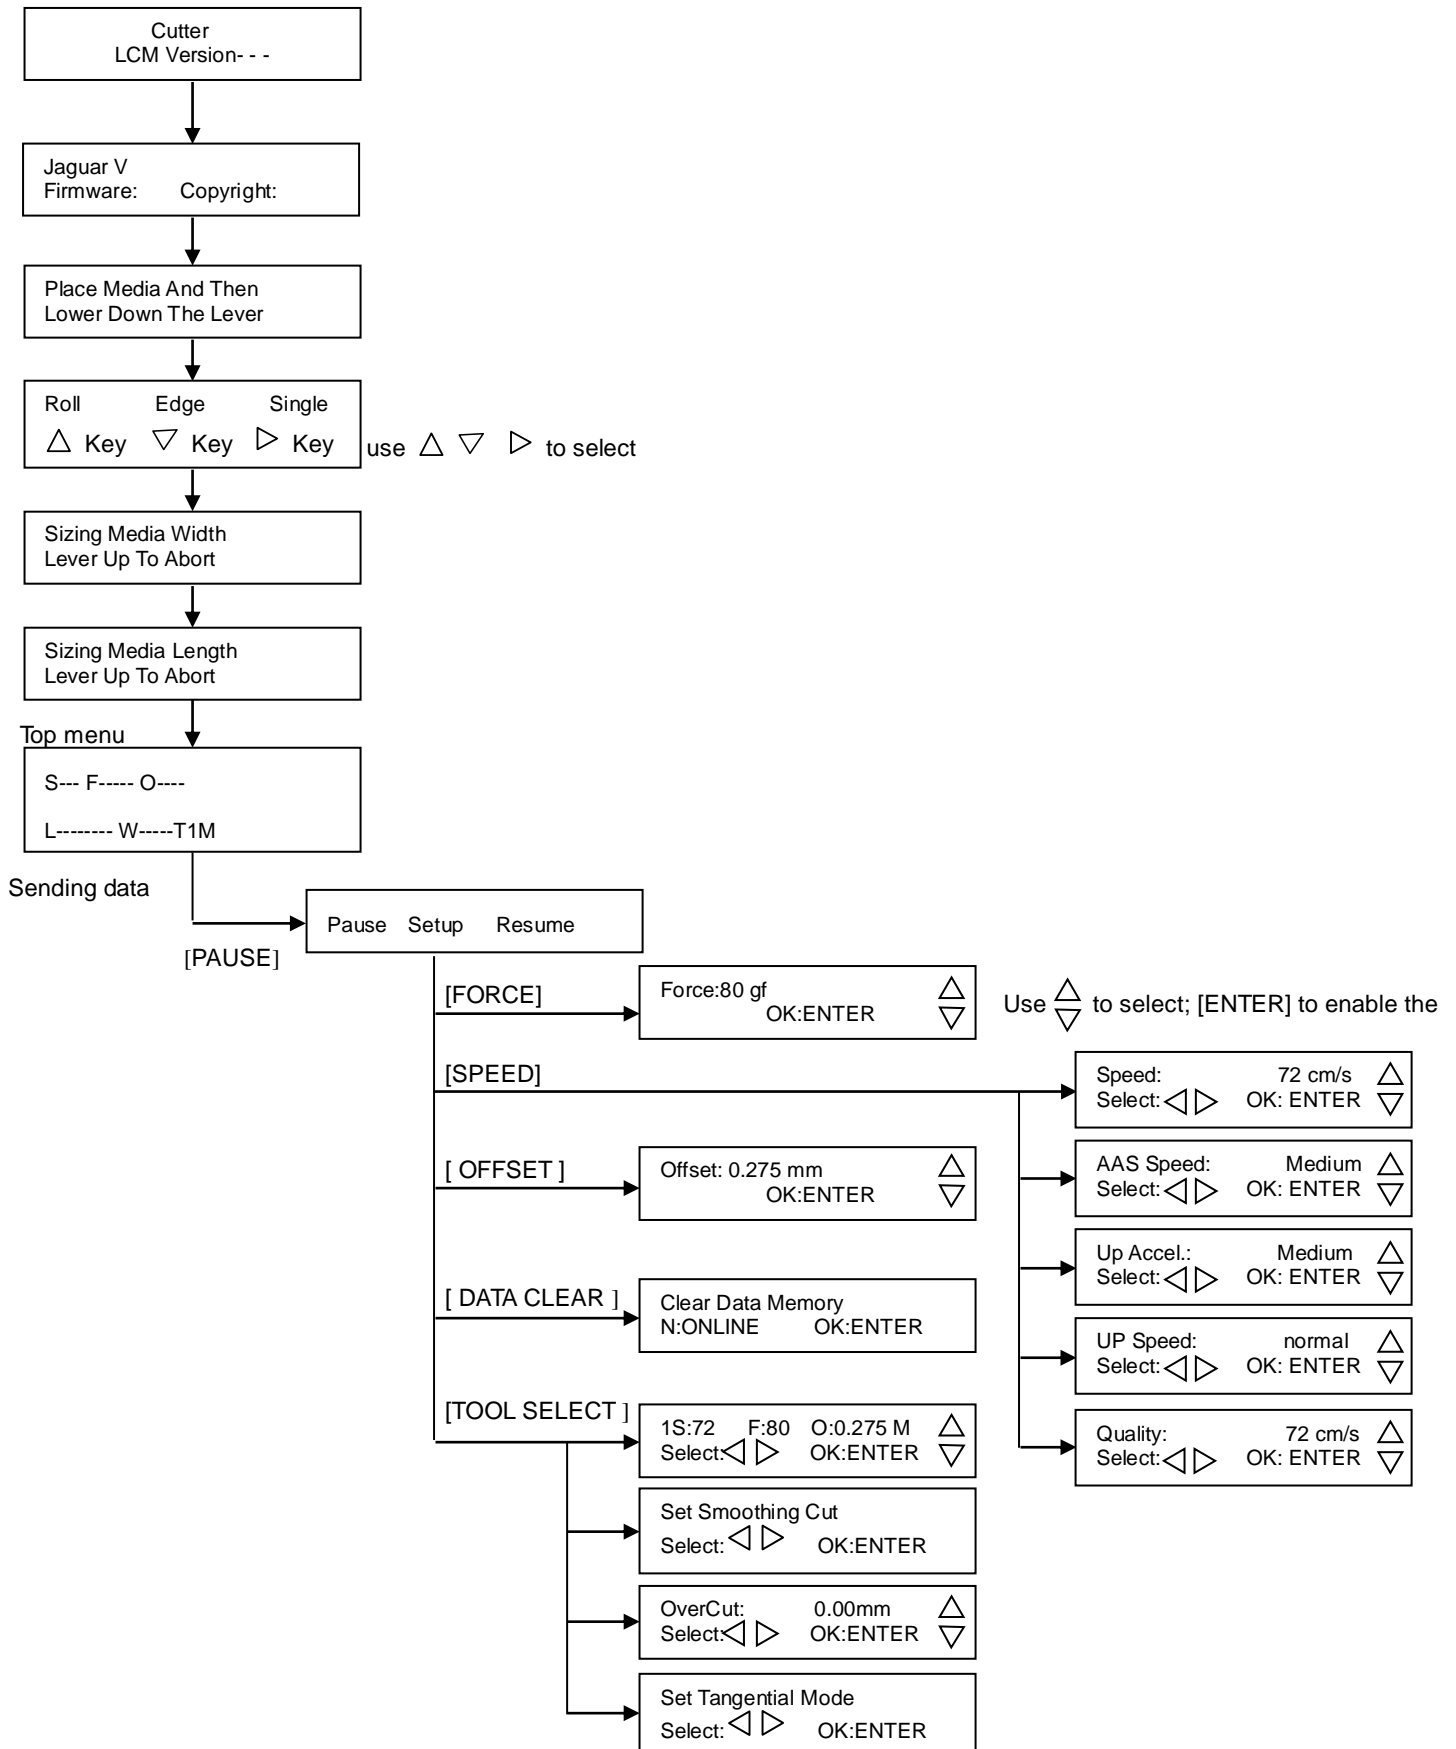 Cutter
LCM Version- - -
Jaguar V
Firmware: Copyright:
Place Media And Then
Lower Down The Lever
Roll Edge Single
△ Key ▽ Key ▷ Key
use △ ▽ ▷ to select
Sizing Media Width
Lever Up To Abort
Sizing Media Length
Lever Up To Abort
Top menu
S--- F----- O----
L-------- W-----T1M
Sending data
[PAUSE]
Pause Setup Resume
[FORCE]
Force:80 gf △
OK:ENTER ▽
Use △▽ to select; [ENTER] to enable the
[SPEED]
Speed: 72 cm/s △
Select:◁ ▷ OK: ENTER ▽
AAS Speed: Medium △
Select:◁ ▷ OK: ENTER ▽
Up Accel.: Medium △
Select:◁ ▷ OK: ENTER ▽
UP Speed: normal △
Select:◁ ▷ OK: ENTER ▽
Quality: 72 cm/s △
Select:◁ ▷ OK: ENTER ▽
[ OFFSET ]
Offset: 0.275 mm △
OK:ENTER ▽
[ DATA CLEAR ]
Clear Data Memory
N:ONLINE OK:ENTER
[TOOL SELECT ]
1S:72 F:80 O:0.275 M △
Select:◁ ▷ OK:ENTER ▽
Set Smoothing Cut
Select:◁ ▷ OK:ENTER
OverCut: 0.00mm △
Select:◁ ▷ OK:ENTER ▽
Set Tangential Mode
Select:◁ ▷ OK:ENTER